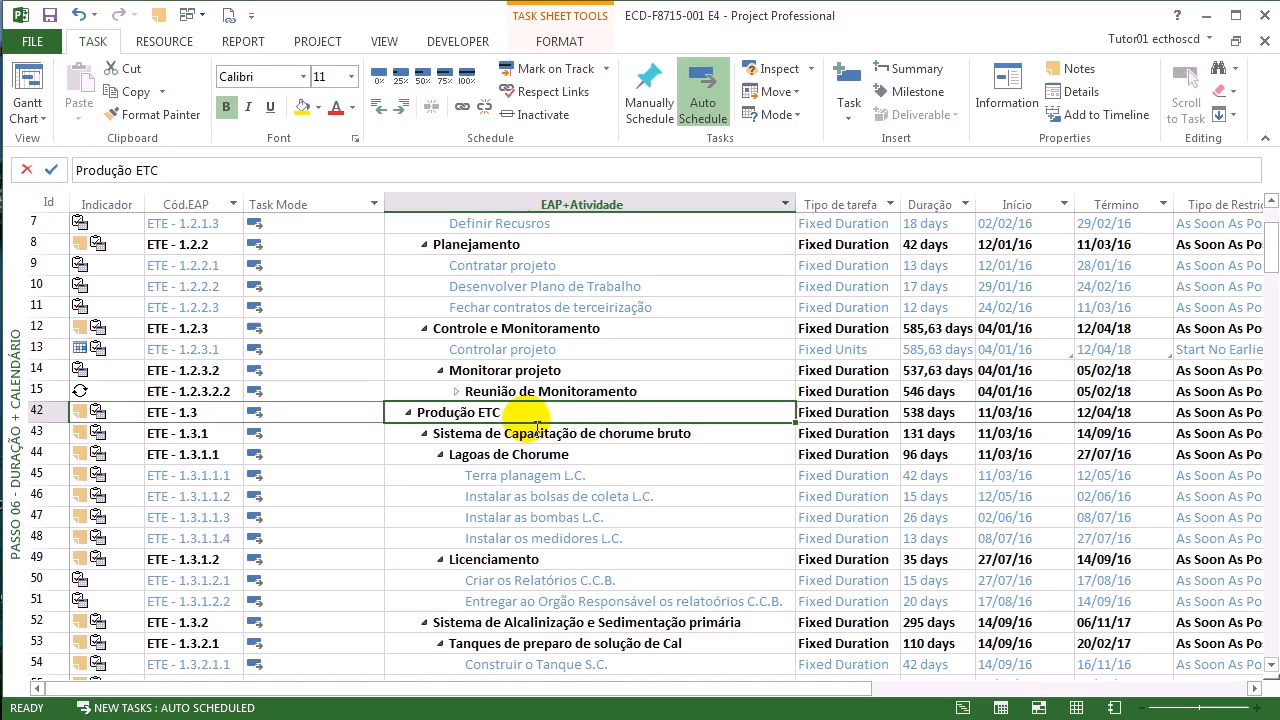 TASK SHEET TOOLS
ECD-F8715-001 E4 - Project Professional
FILE TASK RESOURCE REPORT PROJECT VIEW DEVELOPER FORMAT
Tutor01 ecthoscd
Gantt Chart
View
Paste
Cut
Copy
Format Painter
Clipboard
Calibri 11
B I U A
Font
0% 25% 50% 75% 100%
Mark on Track
Respect Links
Inactivate
Schedule
Manually Schedule
Auto Schedule
Inspect
Move
Mode
Tasks
Task
Summary
Milestone
Deliverable
Insert
Information
Notes
Details
Add to Timeline
Properties
Scroll to Task
Editing
Produção ETC
Id Indicador Cód.EAP Task Mode EAP+Atividade Tipo de tarefa Duração Início Término Tipo de Restriç
7 ETE - 1.2.1.3 Definir Recusros Fixed Duration 18 days 02/02/16 29/02/16 As Soon As Po
8 ETE - 1.2.2 Planejamento Fixed Duration 42 days 12/01/16 11/03/16 As Soon As Po
9 ETE - 1.2.2.1 Contratar projeto Fixed Duration 13 days 12/01/16 28/01/16 As Soon As Po
10 ETE - 1.2.2.2 Desenvolver Plano de Trabalho Fixed Duration 17 days 29/01/16 24/02/16 As Soon As Po
11 ETE - 1.2.2.3 Fechar contratos de terceirização Fixed Duration 12 days 24/02/16 11/03/16 As Soon As Po
12 ETE - 1.2.3 Controle e Monitoramento Fixed Duration 585,63 days 04/01/16 12/04/18 As Soon As Po
13 ETE - 1.2.3.1 Controlar projeto Fixed Units 585,63 days 04/01/16 12/04/18 Start No Earlie
14 ETE - 1.2.3.2 Monitorar projeto Fixed Duration 537,63 days 04/01/16 05/02/18 As Soon As Po
15 ETE - 1.2.3.2.2 Reunião de Monitoramento Fixed Duration 546 days 04/01/16 05/02/18 As Soon As Po
42 ETE - 1.3 Produção ETC Fixed Duration 538 days 11/03/16 12/04/18 As Soon As Po
43 ETE - 1.3.1 Sistema de Capacitação de chorume bruto Fixed Duration 131 days 11/03/16 14/09/16 As Soon As Po
44 ETE - 1.3.1.1 Lagoas de Chorume Fixed Duration 96 days 11/03/16 27/07/16 As Soon As Po
45 ETE - 1.3.1.1.1 Terra planagem L.C. Fixed Duration 42 days 11/03/16 12/05/16 As Soon As Po
46 ETE - 1.3.1.1.2 Instalar as bolsas de coleta L.C. Fixed Duration 15 days 12/05/16 02/06/16 As Soon As Po
47 ETE - 1.3.1.1.3 Instalar as bombas L.C. Fixed Duration 26 days 02/06/16 08/07/16 As Soon As Po
48 ETE - 1.3.1.1.4 Instalar os medidores L.C. Fixed Duration 13 days 08/07/16 27/07/16 As Soon As Po
49 ETE - 1.3.1.2 Licenciamento Fixed Duration 35 days 27/07/16 14/09/16 As Soon As Po
50 ETE - 1.3.1.2.1 Criar os Relatórios C.C.B. Fixed Duration 15 days 27/07/16 17/08/16 As Soon As Po
51 ETE - 1.3.1.2.2 Entregar ao Orgão Responsável os relatoórios C.C.B. Fixed Duration 20 days 17/08/16 14/09/16 As Soon As Po
52 ETE - 1.3.2 Sistema de Alcalinização e Sedimentação primária Fixed Duration 295 days 14/09/16 06/11/17 As Soon As Po
53 ETE - 1.3.2.1 Tanques de preparo de solução de Cal Fixed Duration 110 days 14/09/16 20/02/17 As Soon As Po
54 ETE - 1.3.2.1.1 Construir o Tanque S.C. Fixed Duration 42 days 14/09/16 16/11/16 As Soon As Po
PASSO 06 - DURAÇÃO + CALENDÁRIO
READY NEW TASKS : AUTO SCHEDULED